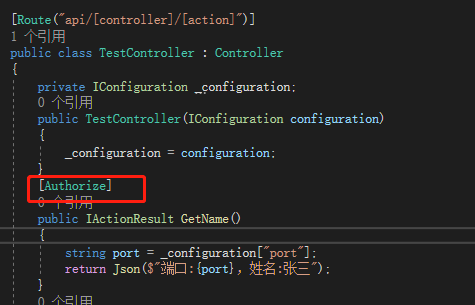 [Route("api/[controller]/[action]")]
1 个引用
public class TestController : Controller
{
private IConfiguration _configuration;
0 个引用
public TestController(IConfiguration configuration)
{
_configuration = configuration;
}
[Authorize]
0 个引用
public IActionResult GetName()
{
string port = _configuration["port"];
return Json($"端口:{port}，姓名:张三");
}
0 个引用